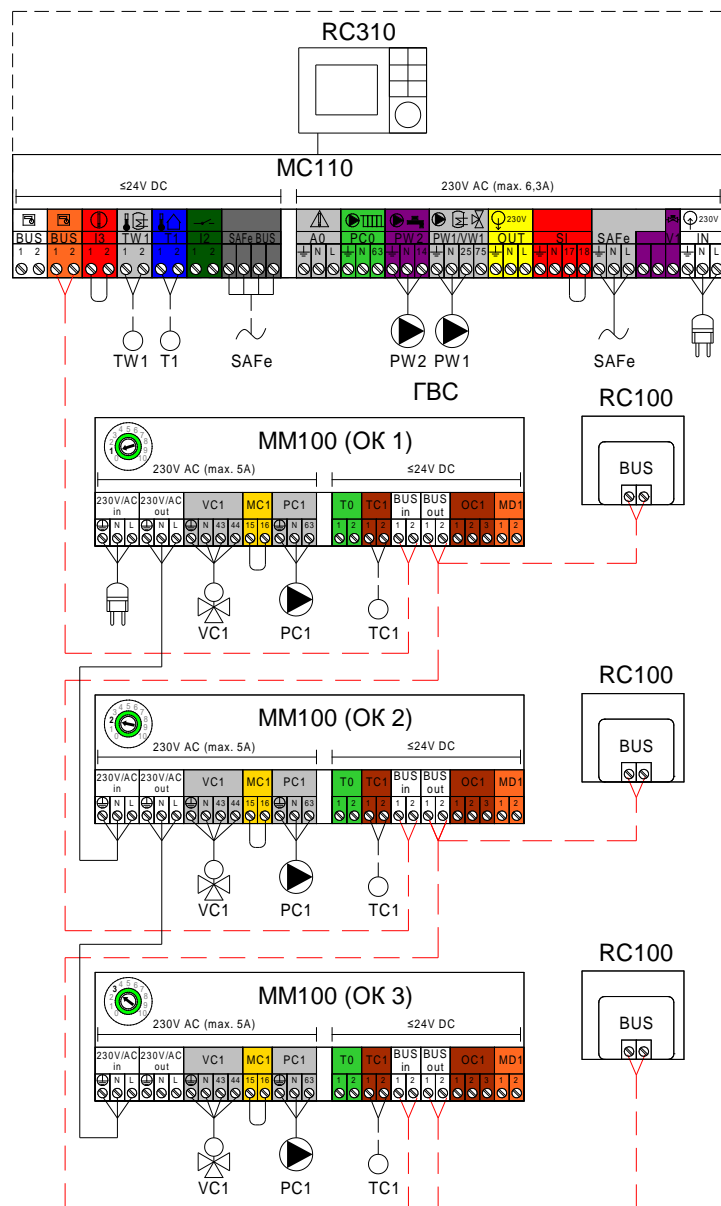 RC310
MC110
≤24V DC 230V AC (max. 6,3A)
230V 230V
BUS BUS I3 TW1 T1 I2 SAFe BUS A0 PC0 PW2 PW1/VW1 OUT SI SAFe V1 IN
1 2 1 2 1 2 1 2 1 2 1 2 N L N 63 N 14 N 25 75 N L N 17 18 N L N L
TW1 T1 SAFe PW2 PW1 SAFe
ГВС
RC100
BUS
MM100 (ОК 1)
230V AC (max. 5A) ≤24V DC
230V/AC in 230V/AC out VC1 MC1 PC1 T0 TC1 BUS in BUS out OC1 MD1
N L N L N 43 44 15 16 N 63 1 2 1 2 1 2 1 2 1 2 3 1 2
VC1 PC1 TC1
RC100
BUS
MM100 (ОК 2)
230V AC (max. 5A) ≤24V DC
230V/AC in 230V/AC out VC1 MC1 PC1 T0 TC1 BUS in BUS out OC1 MD1
N L N L N 43 44 15 16 N 63 1 2 1 2 1 2 1 2 1 2 3 1 2
VC1 PC1 TC1
RC100
BUS
MM100 (ОК 3)
230V AC (max. 5A) ≤24V DC
230V/AC in 230V/AC out VC1 MC1 PC1 T0 TC1 BUS in BUS out OC1 MD1
N L N L N 43 44 15 16 N 63 1 2 1 2 1 2 1 2 1 2 3 1 2
VC1 PC1 TC1